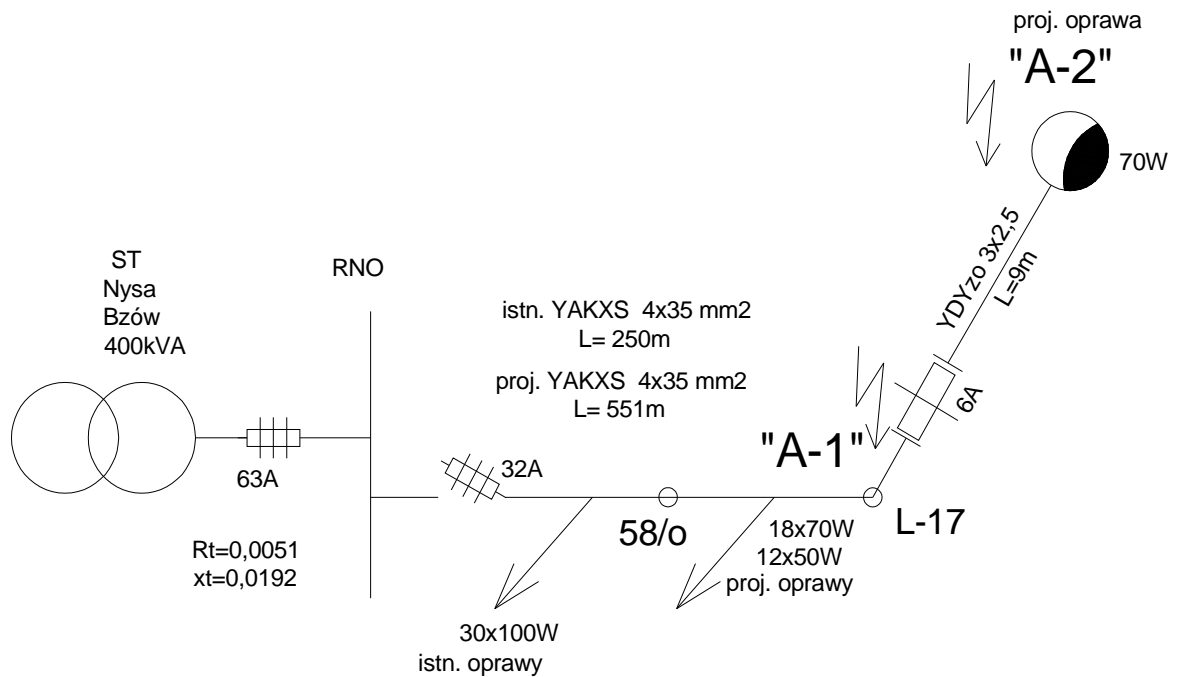 proj. oprawa
"A-2"
70W
YDYzo 3x2,5
L=9m
6A
ST
Nysa
Bzów
400kVA
RNO
istn. YAKXS 4x35 mm2
L= 250m
proj. YAKXS 4x35 mm2
L= 551m
63A
32A
"A-1"
58/o
L-17
18x70W
12x50W
proj. oprawy
Rt=0,0051
xt=0,0192
30x100W
istn. oprawy